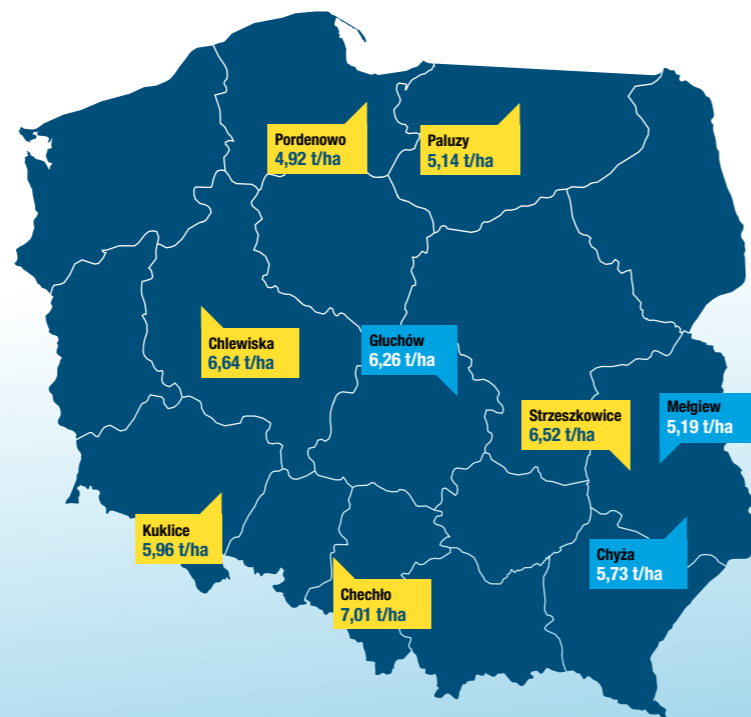 Pordenowo
4,92 t/ha
Paluzy
5,14 t/ha
Chlewiska
6,64 t/ha
Głuchów
6,26 t/ha
Strzeszkowice
6,52 t/ha
Mełgiew
5,19 t/ha
Kuklice
5,96 t/ha
Chyża
5,73 t/ha
Chechło
7,01 t/ha